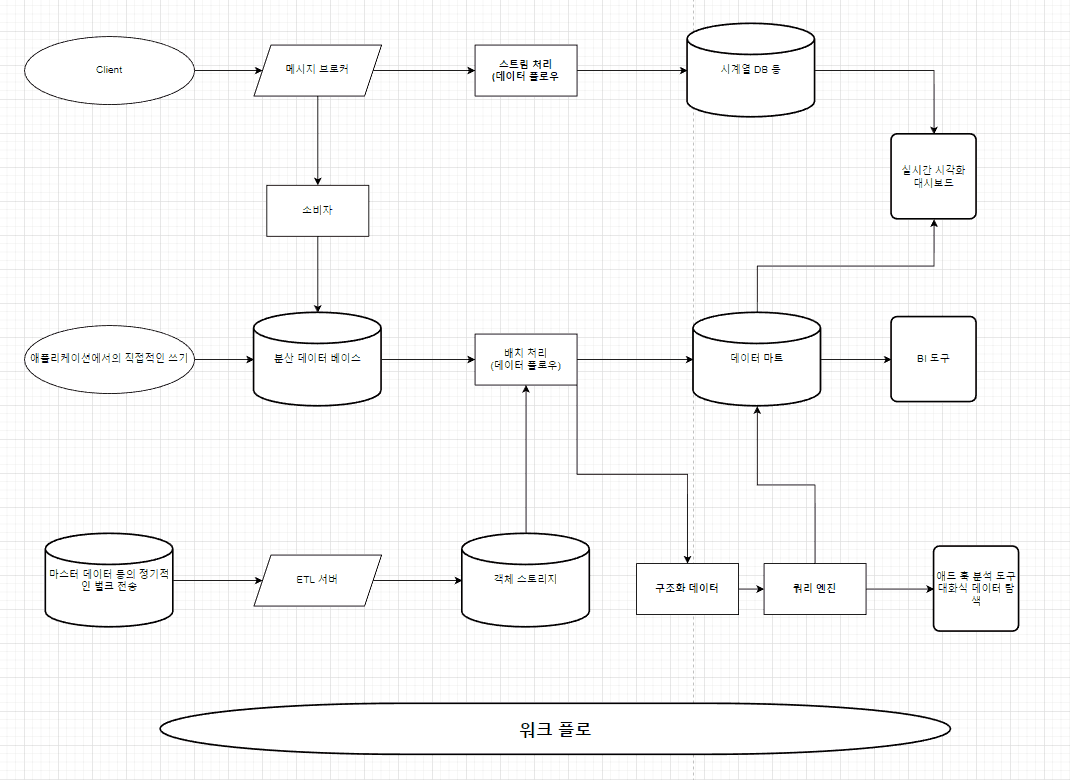 Client
메시지 브로커
스트림 처리
(데이터 플로우
시계열 DB 등
실시간 시각화
대시보드
소비자
애플리케이션에서의 직접적인 쓰기
분산 데이터 베이스
배치 처리
(데이터 플로우)
데이터 마트
BI 도구
마스터 데이터 등의 정기적
인 벌크 전송
ETL 서버
객체 스토리지
구조화 데이터
쿼리 엔진
애드 훅 분석 도구
대화식 데이터 탐
색
워크 플로